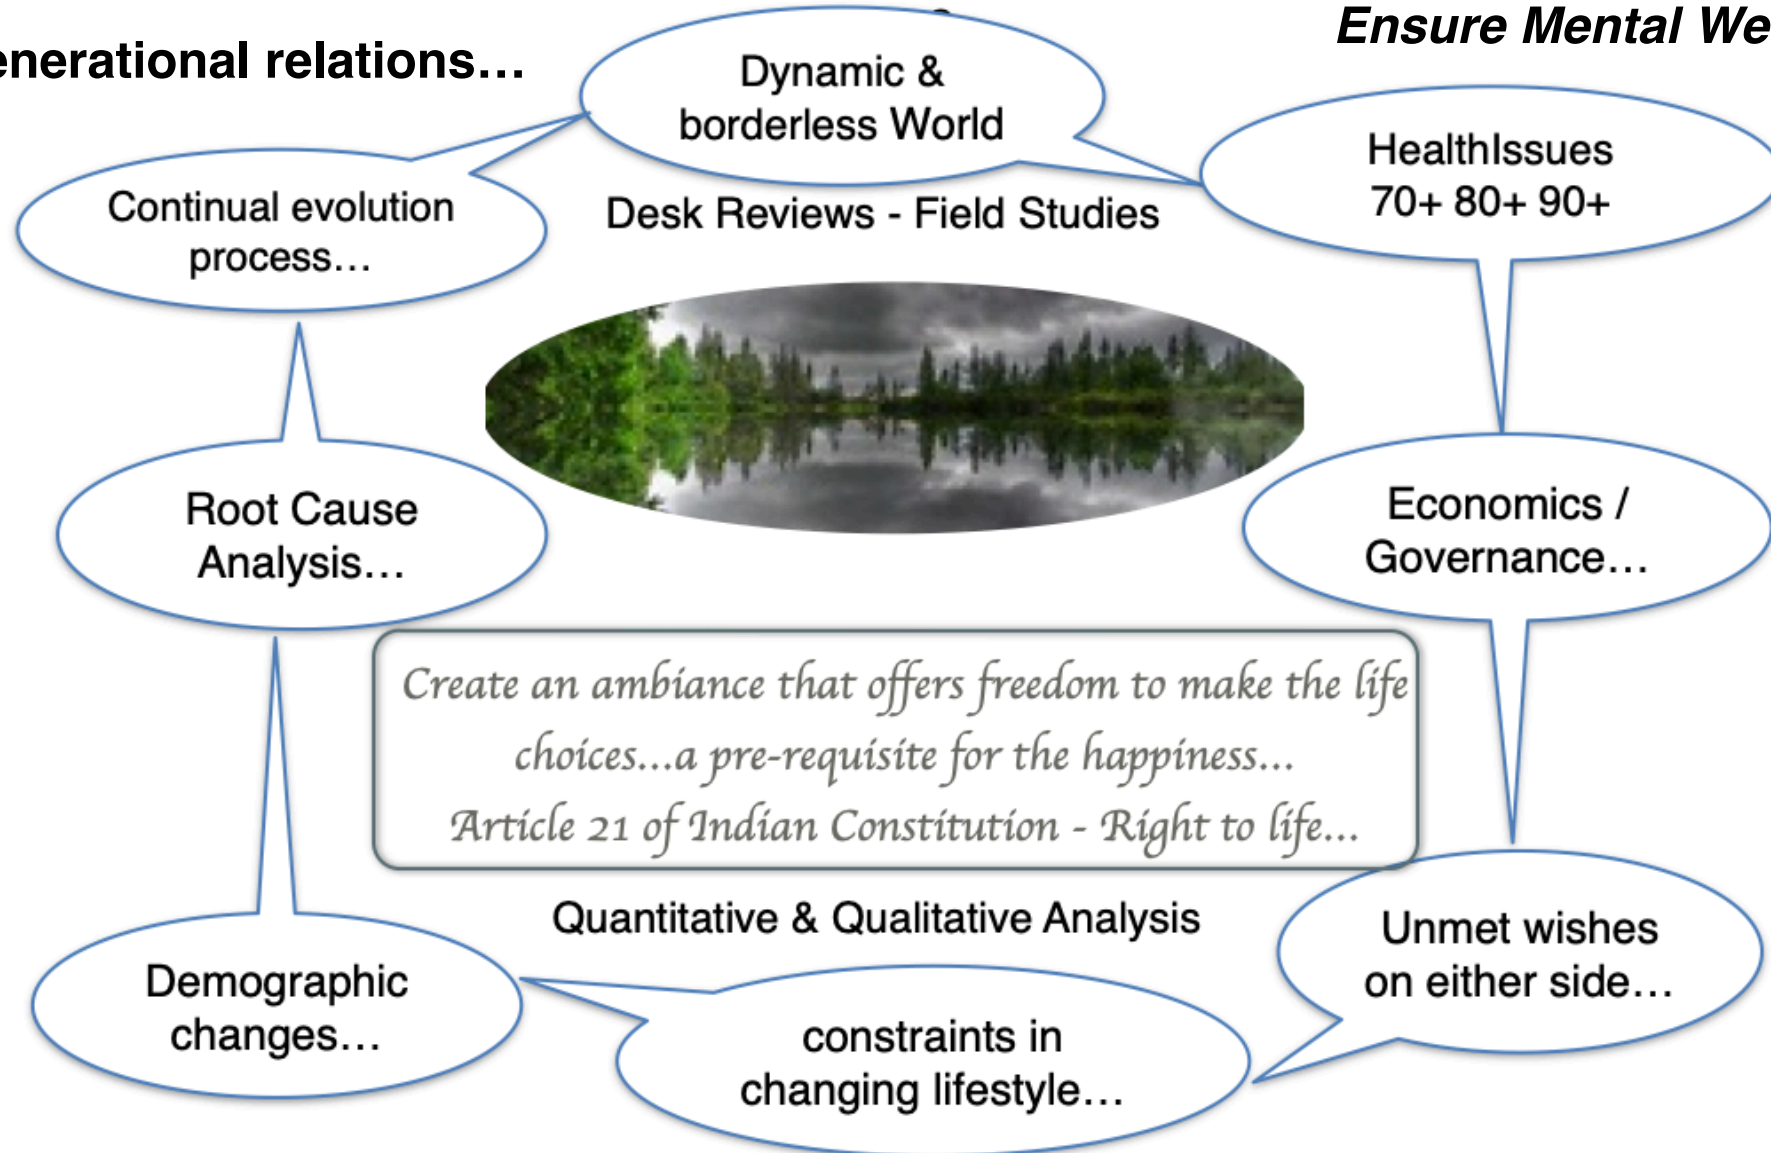 enerational relations…
Ensure Mental We
Dynamic &
borderless World
HealthIssues
70+ 80+ 90+
Continual evolution
process…
Desk Reviews - Field Studies
Root Cause
Analysis…
Economics /
Governance…
Create an ambiance that offers freedom to make the life
choices...a pre-requisite for the happiness...
Article 21 of Indian Constitution - Right to life...
Quantitative & Qualitative Analysis
Unmet wishes
on either side…
Demographic
changes…
constraints in
changing lifestyle…